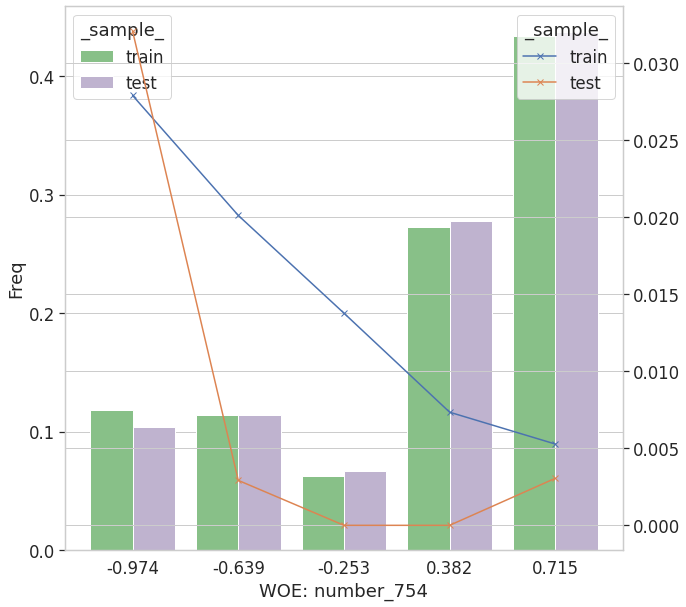 _sample_
train
test
_sample_
train
test
Freq
0.4
0.3
0.2
0.1
0.0
0.030
0.025
0.020
0.015
0.010
0.005
0.000
-0.974 -0.639 -0.253 0.382 0.715
WOE: number_754